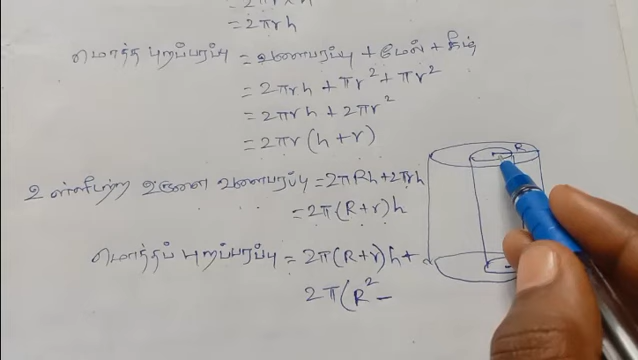 = 2πrh
மொத்த புறப்பரப்பு = வளைபரப்பு + மேல் + கீழ்
= 2πrh + πr² + πr²
= 2πrh + 2πr²
= 2πr (h + r)
உள்ளீடற்ற உருளை வளைபரப்பு = 2πRh + 2πrh
= 2π(R + r) h
மொத்தப் புறப்பரப்பு = 2π(R + r) h +
2π(R² −
R